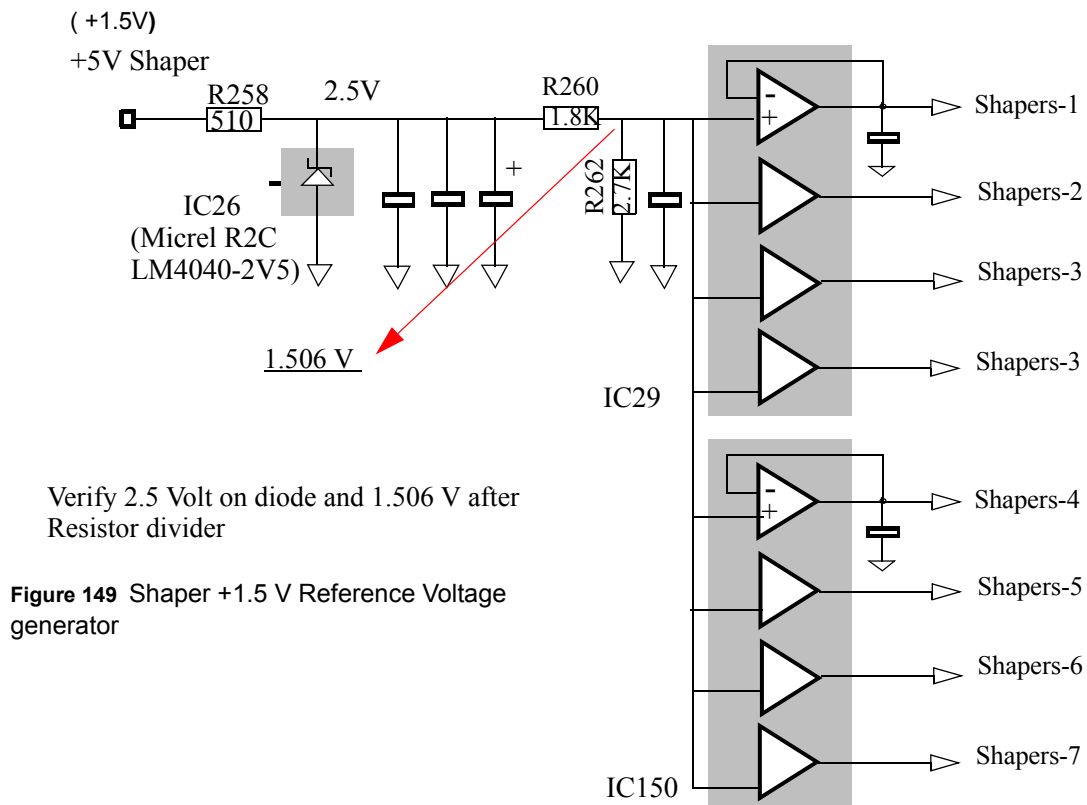 ( +1.5V)
+5V Shaper
R258
510
2.5V
R260
1.8K
R262
2.7K
+
IC26
(Micrel R2C
LM4040-2V5)
1.506 V
-
+
Shapers-1
Shapers-2
Shapers-3
Shapers-3
IC29
-
+
Shapers-4
Shapers-5
Shapers-6
Shapers-7
IC150
Verify 2.5 Volt on diode and 1.506 V after
Resistor divider
Figure 149 Shaper +1.5 V Reference Voltage
generator